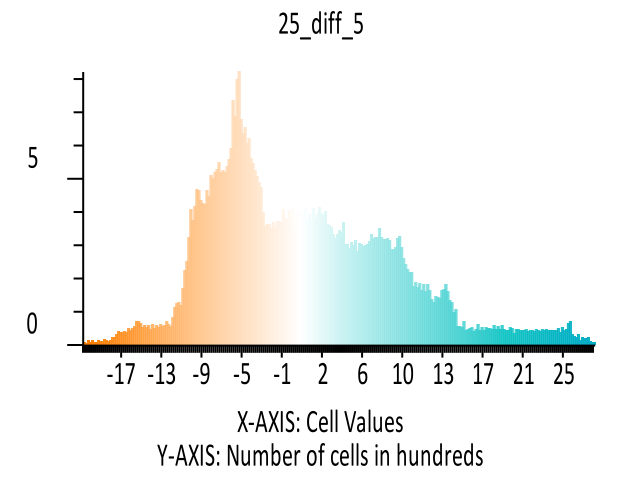 25_diff_5
5
0
-17 -13 -9 -5 -1 2 6 10 13 17 21 25
X-AXIS: Cell Values
Y-AXIS: Number of cells in hundreds